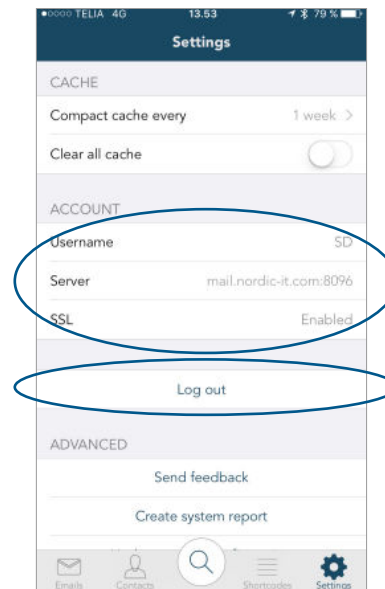 ●○○○○ TELIA 4G 13.53 79 %
Settings
CACHE
Compact cache every 1 week >
Clear all cache
ACCOUNT
Username SD
Server mail.nordic-it.com:8096
SSL Enabled
Log out
ADVANCED
Send feedback
Create system report
Emails Contacts Shortcodes Settings